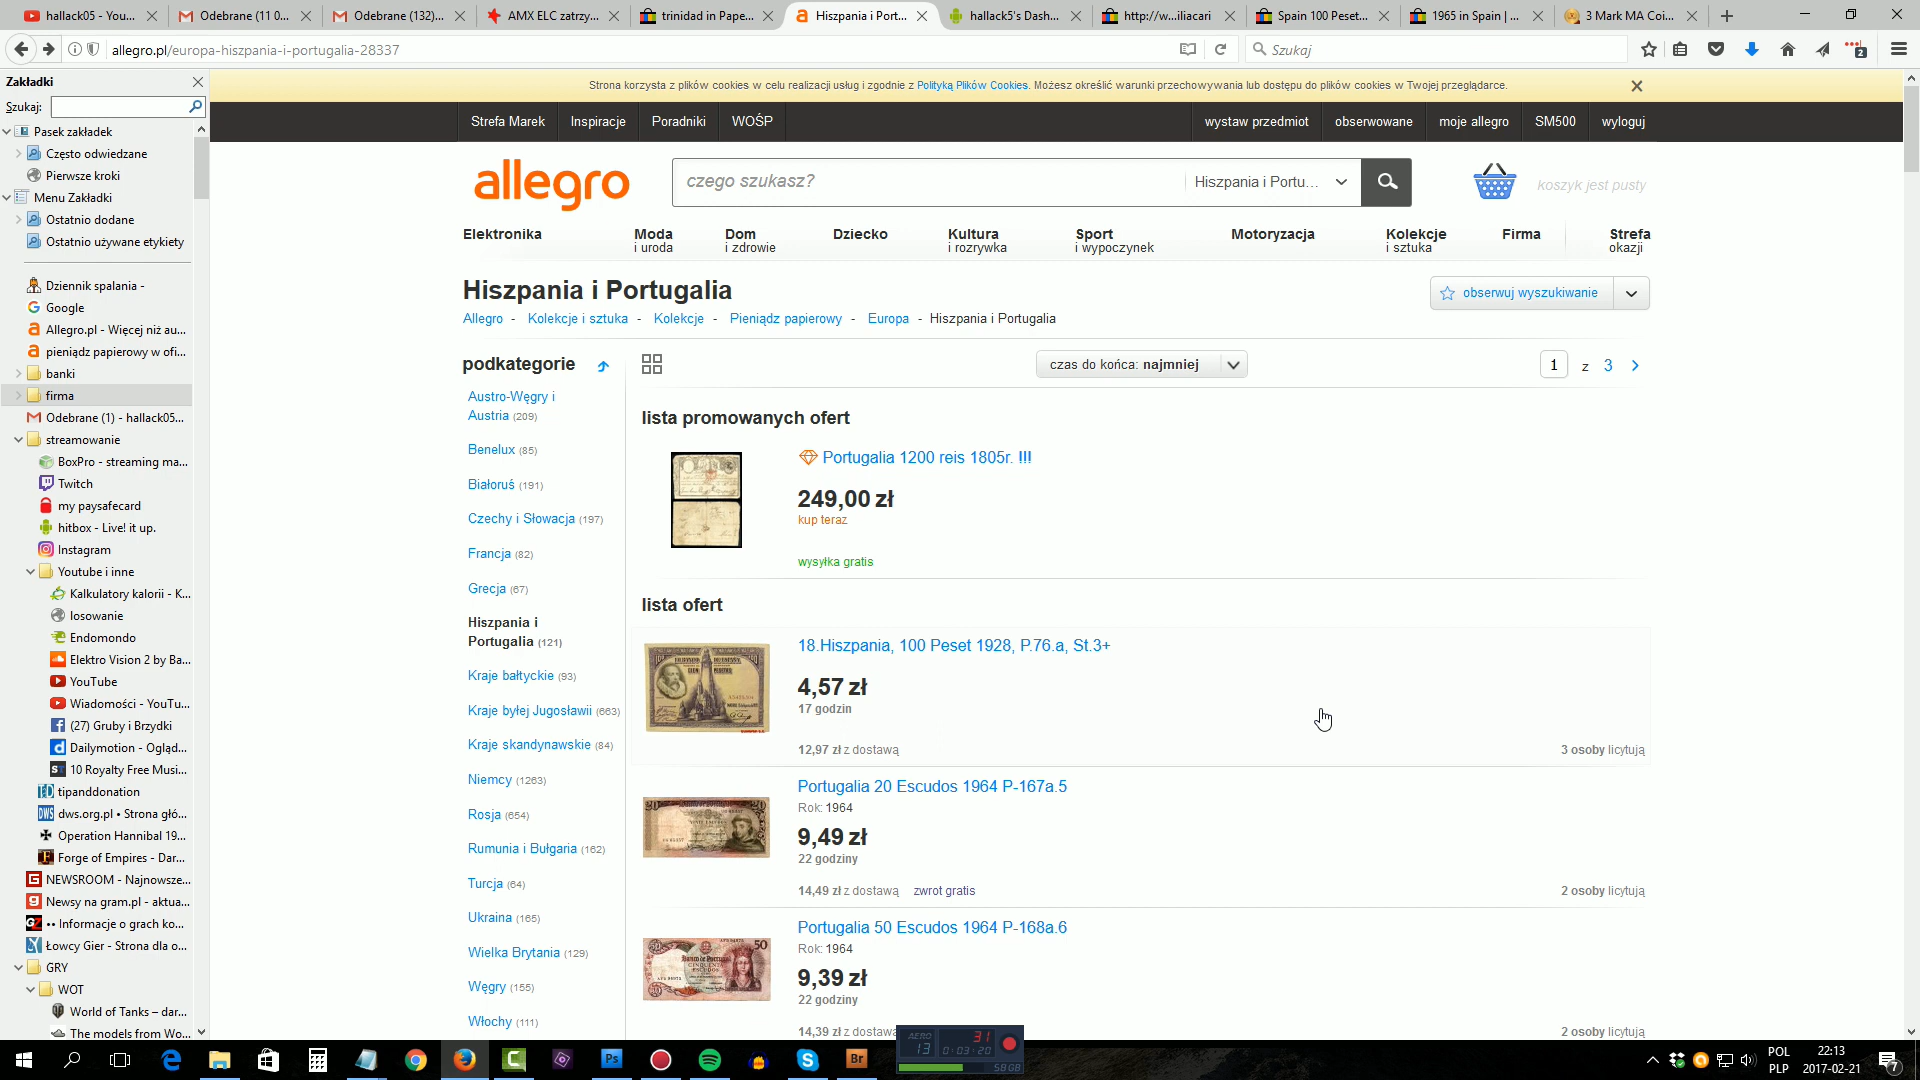 hallack05 - You...
Odebrane (11 0...
Odebrane (132)...
AMX ELC zatrzy...
trinidad in Pape...
Hiszpania i Port...
hallack5's Dash...
http://w...iliacari
Spain 100 Peset...
1965 in Spain | ...
3 Mark MA Coi...
allegro.pl/europa-hiszpania-i-portugalia-28337
Szukaj
2
Zakładki
Szukaj:
Pasek zakładek
Często odwiedzane
Pierwsze kroki
Menu Zakładki
Ostatnio dodane
Ostatnio używane etykiety
Dziennik spalania -
Google
Allegro.pl - Więcej niż au...
pieniądz papierowy w ofi...
banki
firma
Odebrane (1) - hallack05...
streamowanie
BoxPro - streaming ma...
Twitch
my paysafecard
hitbox - Live! it up.
Instagram
Youtube i inne
Kalkulatory kalorii - K...
losowanie
Endomondo
Elektro Vision 2 by Ba...
YouTube
Wiadomości - YouTu...
(27) Gruby i Brzydki
Dailymotion - Ogląd...
10 Royalty Free Musi...
tipanddonation
dws.org.pl • Strona głó...
Operation Hannibal 19...
Forge of Empires - Dar...
NEWSROOM - Najnowsze...
Newsy na gram.pl - aktua...
•• Informacje o grach ko...
Łowcy Gier - Strona dla o...
GRY
WOT
World of Tanks – dar...
The models from Wo...
Strona korzysta z plików cookies w celu realizacji usług i zgodnie z Polityką Plików Cookies. Możesz określić warunki przechowywania lub dostępu do plików cookies w Twojej przeglądarce.
Strefa Marek
Inspiracje
Poradniki
WOŚP
wystaw przedmiot
obserwowane
moje allegro
SM500
wyloguj
allegro
czego szukasz?
Hiszpania i Portu...
koszyk jest pusty
Elektronika
Moda
i uroda
Dom
i zdrowie
Dziecko
Kultura
i rozrywka
Sport
i wypoczynek
Motoryzacja
Kolekcje
i sztuka
Firma
Strefa
okazji
Hiszpania i Portugalia
obserwuj wyszukiwanie
Allegro - Kolekcje i sztuka - Kolekcje - Pieniądz papierowy - Europa - Hiszpania i Portugalia
podkategorie
czas do końca: najmniej
1 z 3
Austro-Węgry i
Austria (209)
Benelux (85)
Białoruś (191)
Czechy i Słowacja (197)
Francja (82)
Grecja (67)
Hiszpania i
Portugalia (121)
Kraje bałtyckie (93)
Kraje byłej Jugosławii (663)
Kraje skandynawskie (84)
Niemcy (1263)
Rosja (654)
Rumunia i Bułgaria (162)
Turcja (64)
Ukraina (165)
Wielka Brytania (129)
Węgry (155)
Włochy (111)
lista promowanych ofert
Portugalia 1200 reis 1805r. !!!
249,00 zł
kup teraz
wysyłka gratis
lista ofert
18.Hiszpania, 100 Peset 1928, P.76.a, St.3+
4,57 zł
17 godzin
12,97 zł z dostawą
3 osoby licytują
Portugalia 20 Escudos 1964 P-167a.5
Rok: 1964
9,49 zł
22 godziny
14,49 zł z dostawą
zwrot gratis
2 osoby licytują
Portugalia 50 Escudos 1964 P-168a.6
Rok: 1964
9,39 zł
22 godziny
14,39 zł z dostawą
2 osoby licytują
AERO
13
31
0:03:20
58GB
Ps
Br
POL
PLP
22:13
2017-02-21
7